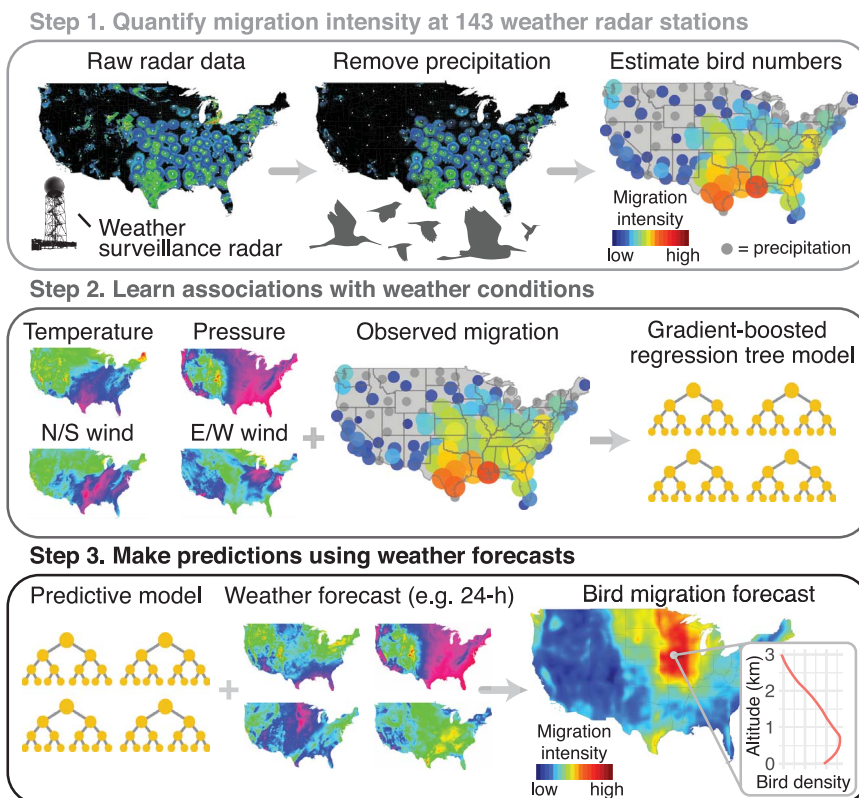 Step 1. Quantify migration intensity at 143 weather radar stations
Raw radar data
Remove precipitation
Estimate bird numbers
Weather
surveillance radar
Migration
intensity
low
high
= precipitation
Step 2. Learn associations with weather conditions
Temperature
Pressure
Observed migration
Gradient-boosted
regression tree model
N/S wind
E/W wind
+
Step 3. Make predictions using weather forecasts
Predictive model
Weather forecast (e.g. 24-h)
Bird migration forecast
+
Migration
intensity
low
high
Altitude (km)
3
2
1
0
Bird density